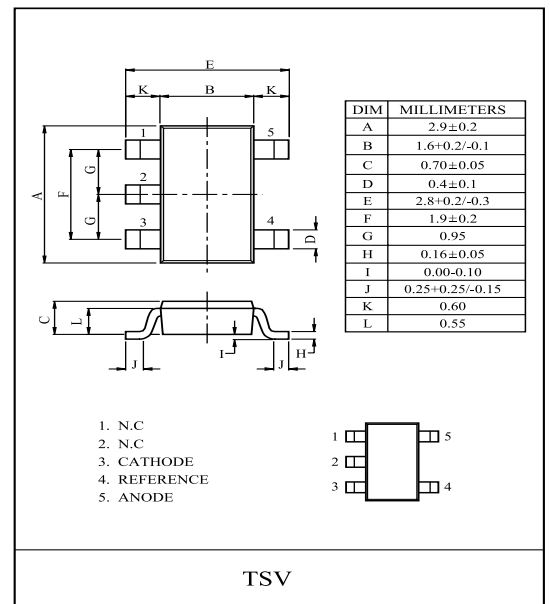 E
K B K
1 5
2
3 4
A
F
G
G
D
C
L
I
H
J J
DIM MILLIMETERS
A 2.9±0.2
B 1.6+0.2/-0.1
C 0.70±0.05
D 0.4±0.1
E 2.8+0.2/-0.3
F 1.9±0.2
G 0.95
H 0.16±0.05
I 0.00-0.10
J 0.25+0.25/-0.15
K 0.60
L 0.55
1. N.C
2. N.C
3. CATHODE
4. REFERENCE
5. ANODE
1 5
2
3 4
TSV